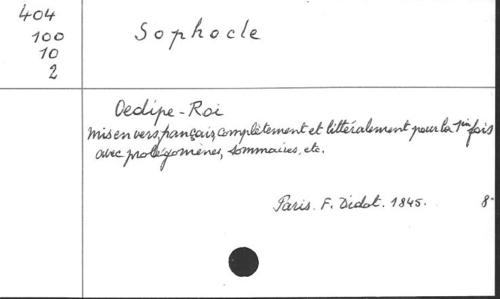 404
100
10
2
Sophocle
Oedipe-Roi
mis en vers français, complètement et littéralement pour la 1re fois
avec prolégomènes, sommaires, etc.
Paris. F. Didot. 1845. 8°